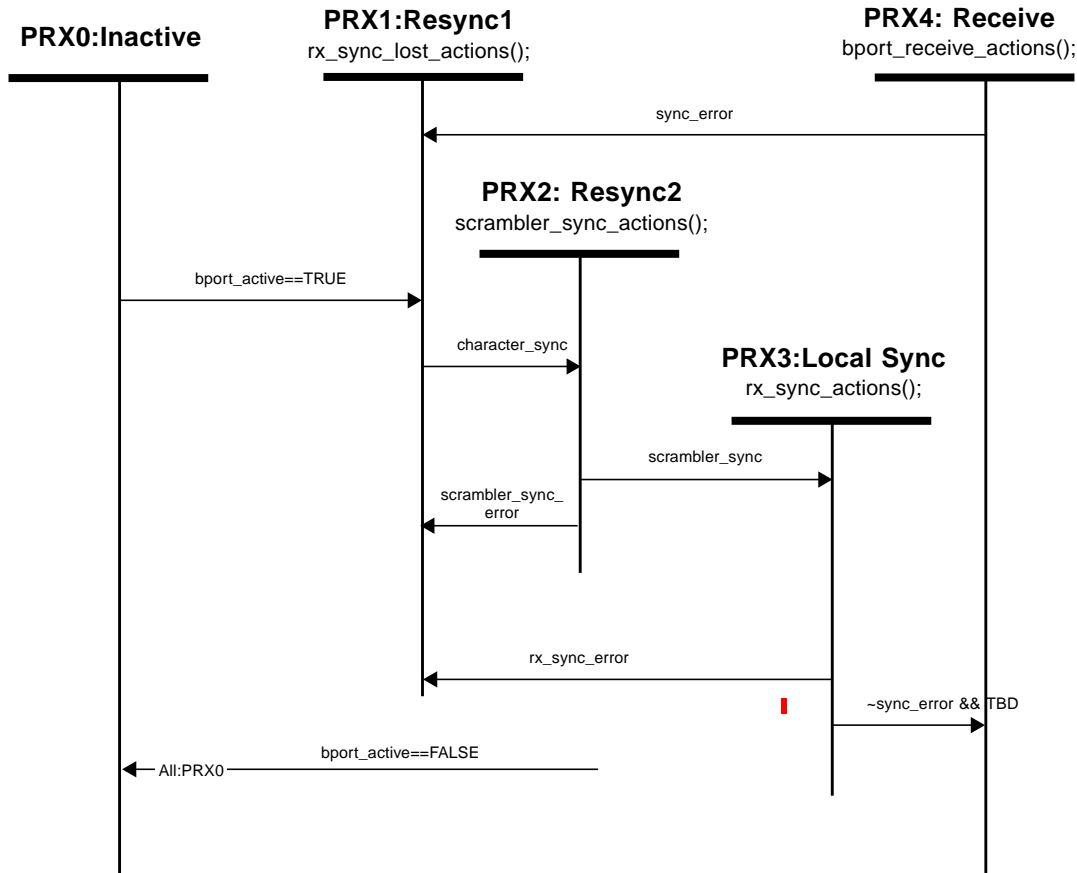 PRX0:Inactive
PRX1:Resync1
rx_sync_lost_actions();
PRX4: Receive
bport_receive_actions();
sync_error
PRX2: Resync2
scrambler_sync_actions();
bport_active==TRUE
character_sync
PRX3:Local Sync
rx_sync_actions();
scrambler_sync
scrambler_sync_
error
rx_sync_error
~sync_error && TBD
bport_active==FALSE
All:PRX0